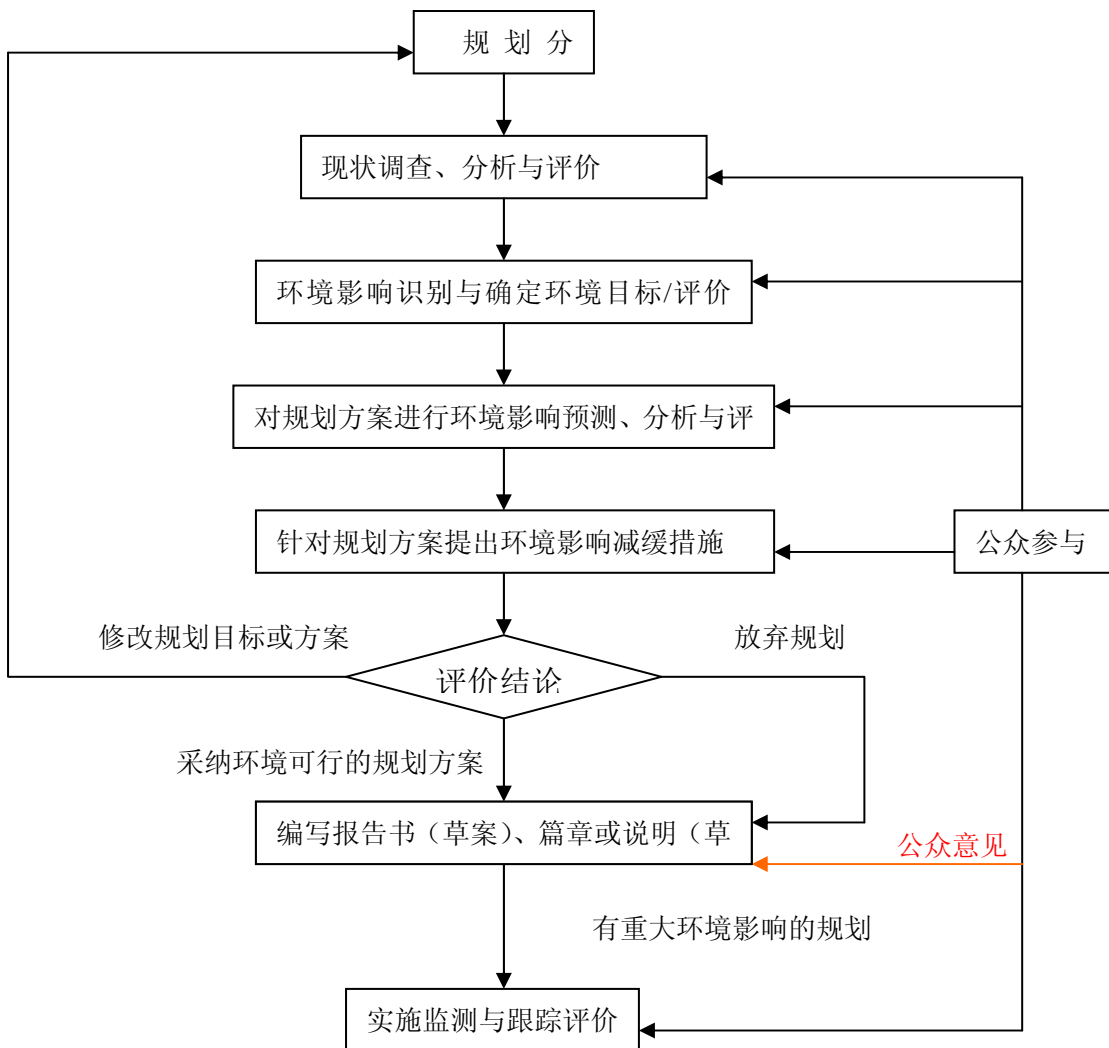 规 划 分
现状调查、分析与评价
环境影响识别与确定环境目标/评价
对规划方案进行环境影响预测、分析与评
针对规划方案提出环境影响减缓措施
公众参与
修改规划目标或方案
放弃规划
评价结论
采纳环境可行的规划方案
编写报告书（草案）、篇章或说明（草
公众意见
有重大环境影响的规划
实施监测与跟踪评价